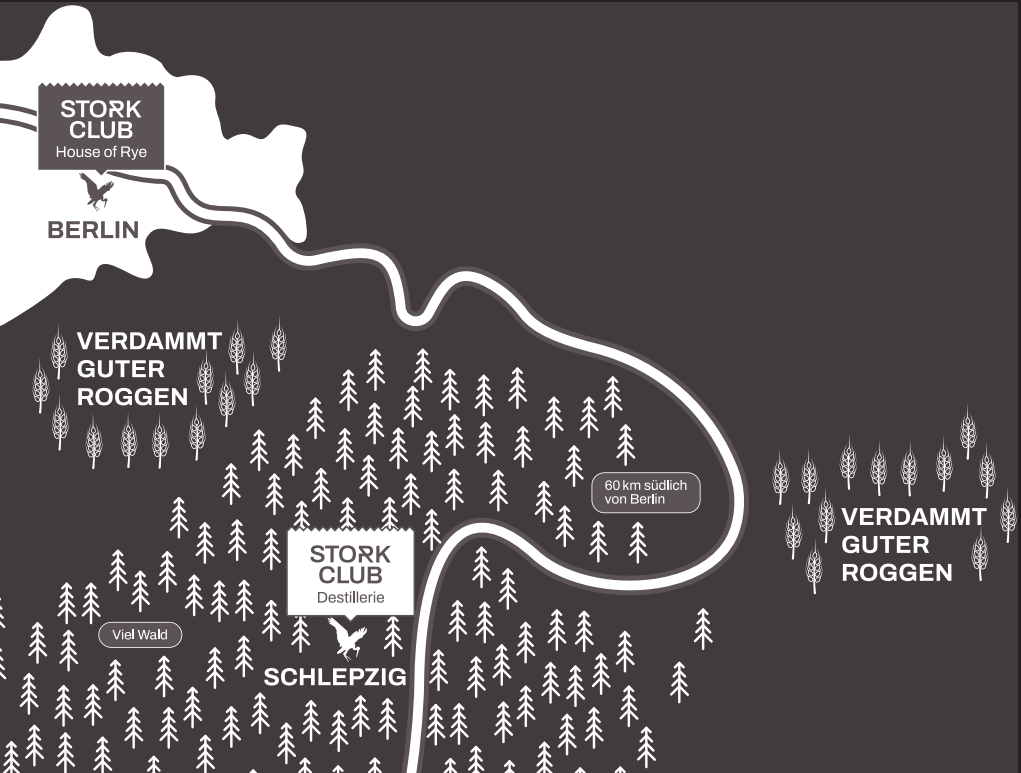 STORK
CLUB
House of Rye
BERLIN
VERDAMMT
GUTER
ROGGEN
60 km südlich
von Berlin
VERDAMMT
GUTER
ROGGEN
STORK
CLUB
Destillerie
Viel Wald
SCHLEPZIG